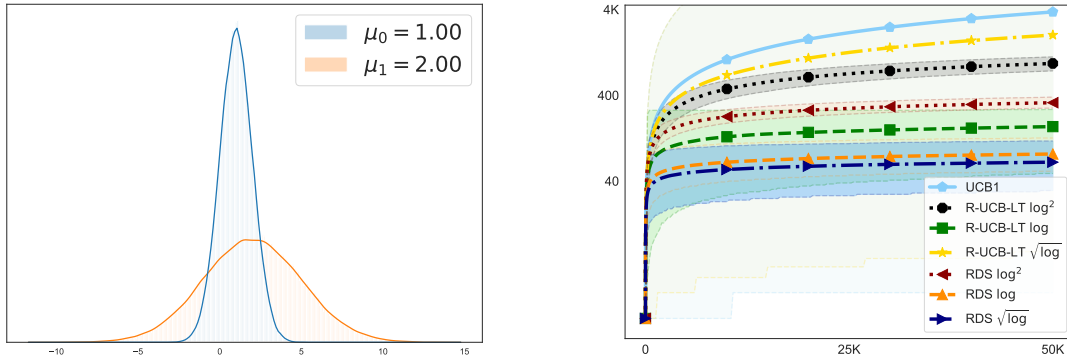 μ₀ = 1.00
μ₁ = 2.00
−10 −5 0 5 10 15
4K
400
40
UCB1
R-UCB-LT log²
R-UCB-LT log
R-UCB-LT √log
RDS log²
RDS log
RDS √log
0 25K 50K